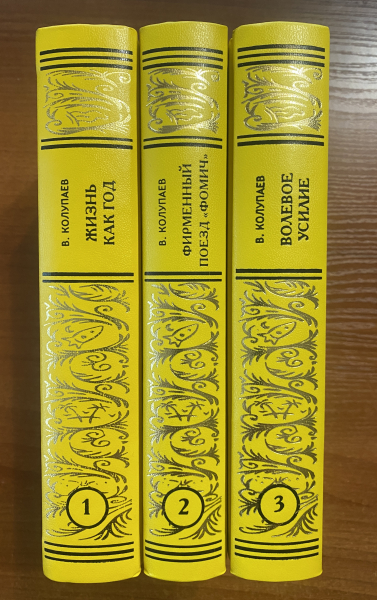 В. КОЛУПАЕВ
ЖИЗНЬ
КАК ГОД
1
В. КОЛУПАЕВ
ФИРМЕННЫЙ
ПОЕЗД «ФОМИЧ»
2
В. КОЛУПАЕВ
ВОЛЕВОЕ
УСИЛИЕ
3